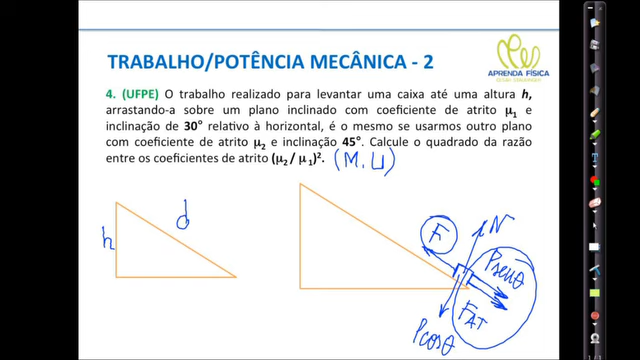 TRABALHO/POTÊNCIA MECÂNICA - 2
APRENDA FÍSICA
4. (UFPE) O trabalho realizado para levantar uma caixa até uma altura h,
arrastando-a sobre um plano inclinado com coeficiente de atrito μ1 e
inclinação de 30° relativo à horizontal, é o mesmo se usarmos outro plano
com coeficiente de atrito μ2 e inclinação 45°. Calcule o quadrado da razão
entre os coeficientes de atrito (μ2 / μ1)². (M.U)
h
d
F
N
Psenθ
FAT
Pcosθ